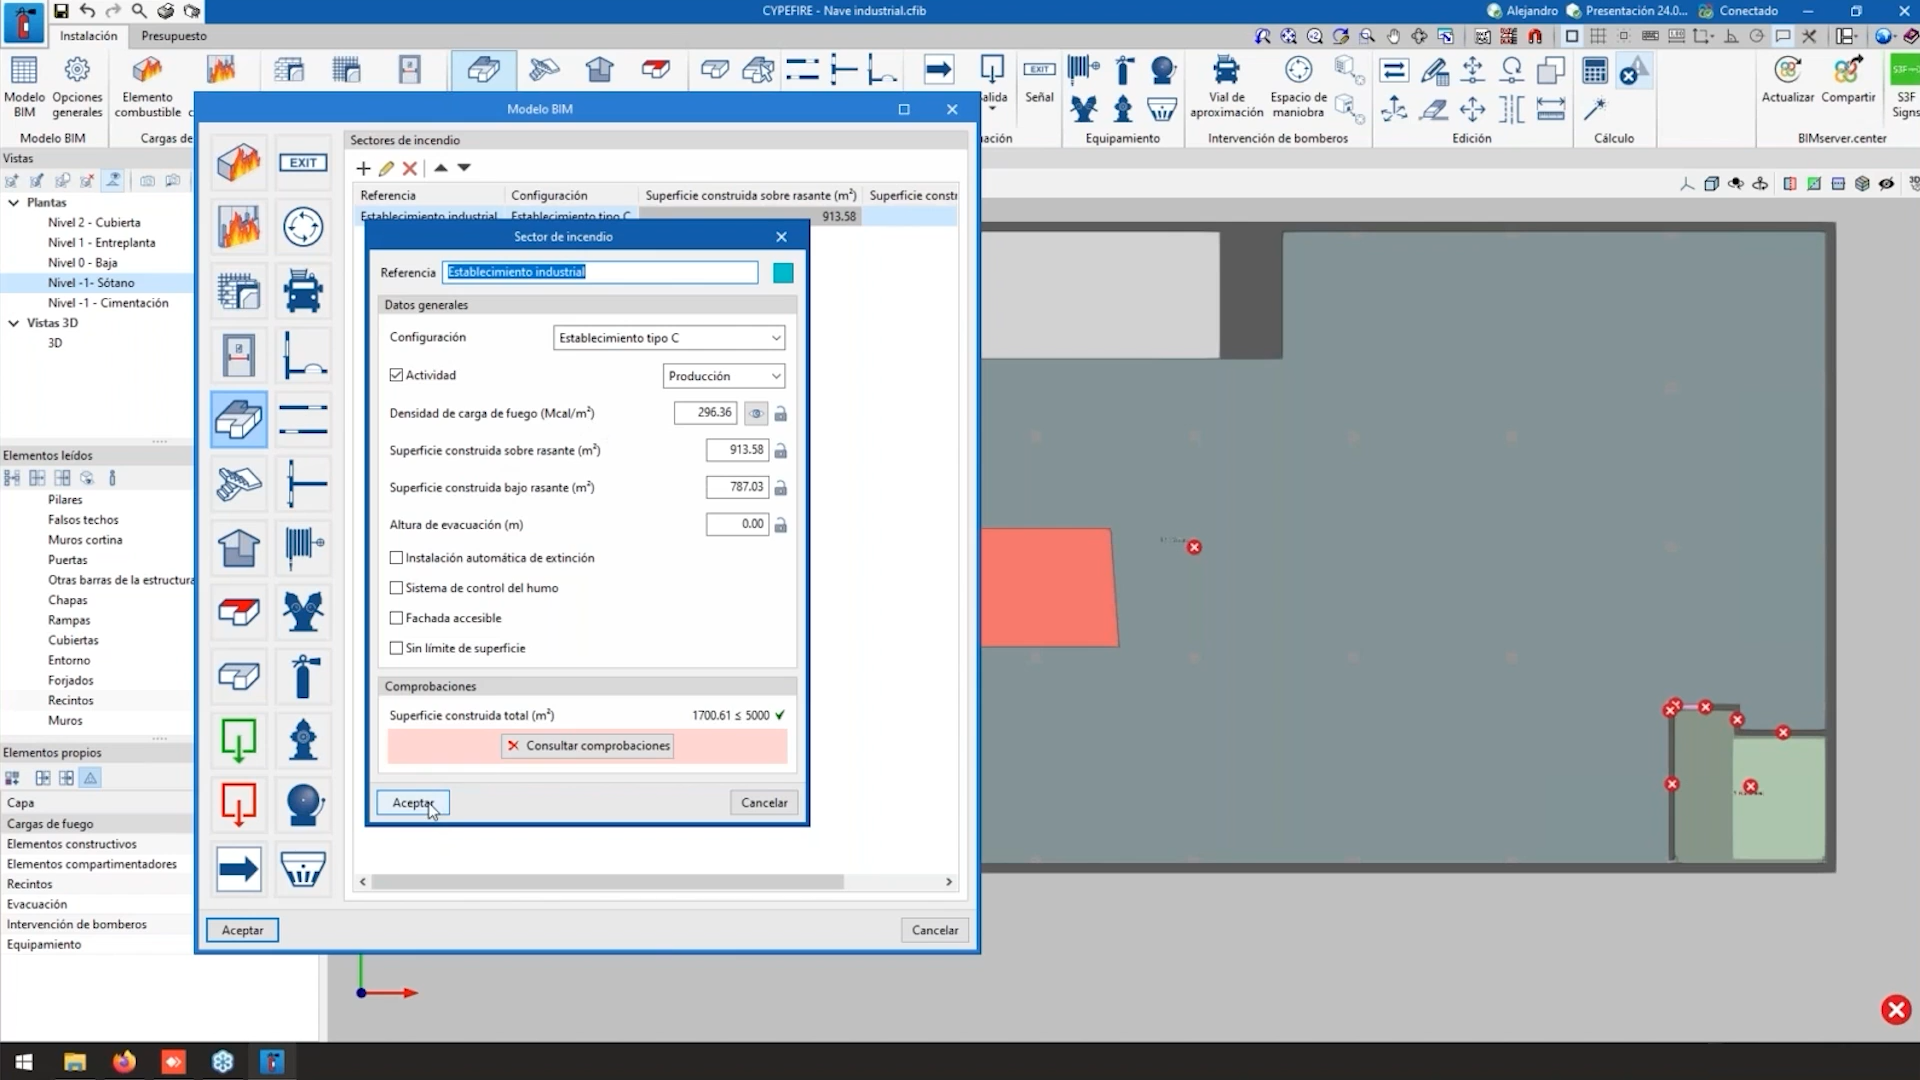 CYPEFIRE - Nave industrial.cfib
Alejandro
Presentación 24.0...
Conectado
Instalación
Presupuesto
Modelo BIM
Opciones generales
Elemento combustible
Modelo BIM
Cargas de
EXIT
Señal
Equipamiento
Vial de aproximación
Espacio de maniobra
Intervención de bomberos
Edición
Cálculo
Actualizar
Compartir
S3F
Signs
BIMserver.center
Vistas
Plantas
Nivel 2 - Cubierta
Nivel 1 - Entreplanta
Nivel 0 - Baja
Nivel -1- Sótano
Nivel -1 - Cimentación
Vistas 3D
3D
Elementos leídos
Pilares
Falsos techos
Muros cortina
Puertas
Otras barras de la estructura
Chapas
Rampas
Cubiertas
Entorno
Forjados
Recintos
Muros
Elementos propios
Capa
Cargas de fuego
Elementos constructivos
Elementos compartimentadores
Recintos
Evacuación
Intervención de bomberos
Equipamiento
Modelo BIM
EXIT
Sectores de incendio
Referencia
Configuración
Superficie construida sobre rasante (m²)
Superficie constr
Establecimiento industrial
Establecimiento tipo C
913.58
Sector de incendio
Referencia
Establecimiento industrial
Datos generales
Configuración
Establecimiento tipo C
Actividad
Producción
Densidad de carga de fuego (Mcal/m²)
296.36
Superficie construida sobre rasante (m²)
913.58
Superficie construida bajo rasante (m²)
787.03
Altura de evacuación (m)
0.00
Instalación automática de extinción
Sistema de control del humo
Fachada accesible
Sin límite de superficie
Comprobaciones
Superficie construida total (m²)
1700.61 ≤ 5000
Consultar comprobaciones
Aceptar
Cancelar
Aceptar
Cancelar